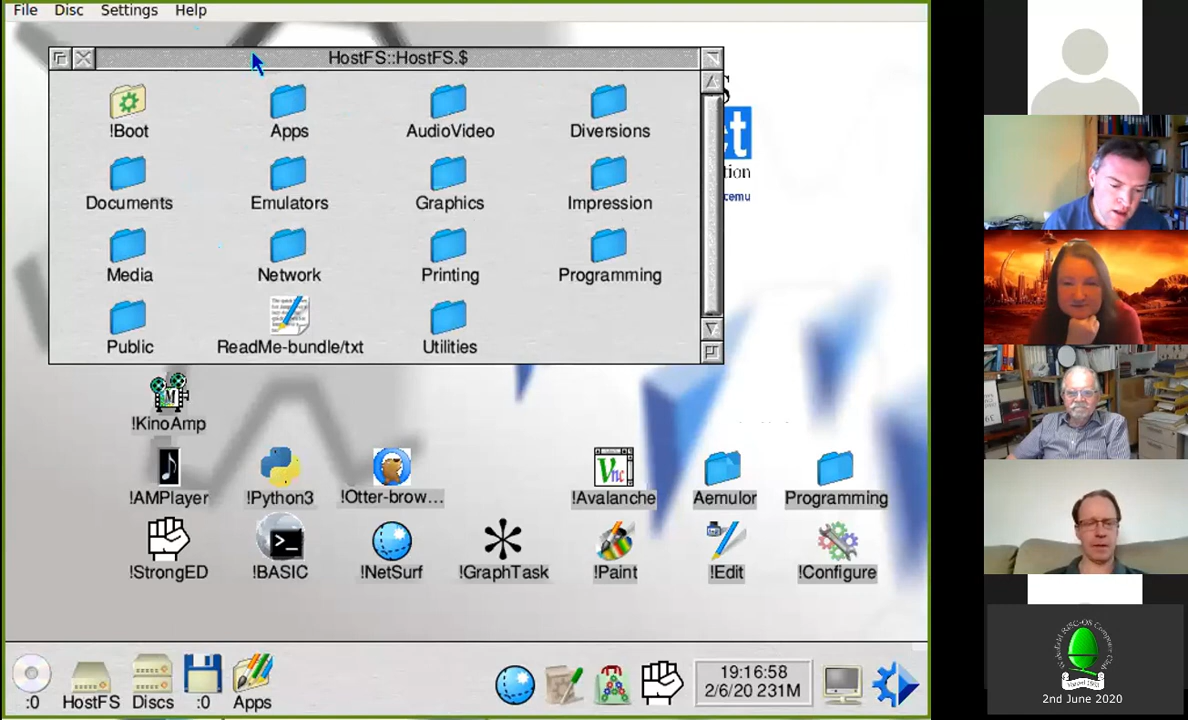 File Disc Settings Help
HostFS::HostFS.$
!Boot Apps AudioVideo Diversions
Documents Emulators Graphics Impression
Media Network Printing Programming
Public ReadMe-bundle/txt Utilities
!KinoAmp
!AMPlayer !Python3 !Otter-brow... !Avalanche Aemulor Programming
!StrongED !BASIC !NetSurf !GraphTask !Paint !Edit !Configure
:0 HostFS Discs :0 Apps
19:16:58
2/6/20 231M
2nd June 2020